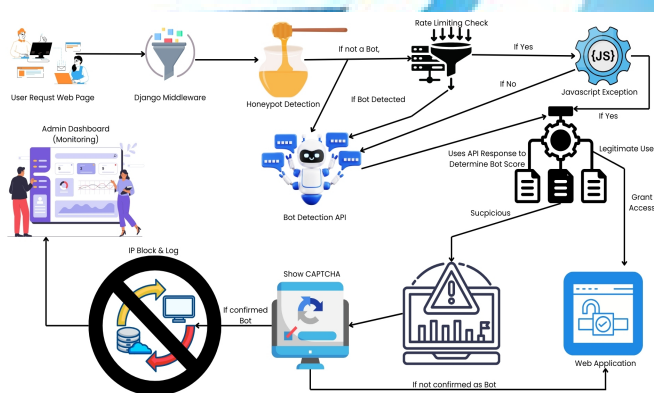 Rate Limiting Check
If not a Bot,
If Yes
{JS}
User Requst Web Page
Django Middleware
Honeypot Detection
Javascript Exception
If No
If Bot Detected
If Yes
Admin Dashboard
(Monitoring)
Uses API Response to
Determine Bot Score
Legitimate Use
Bot Detection API
Grant
Access
Sucpicious
IP Block & Log
Show CAPTCHA
If confirmed
Bot
Web Application
If not confirmed as Bot